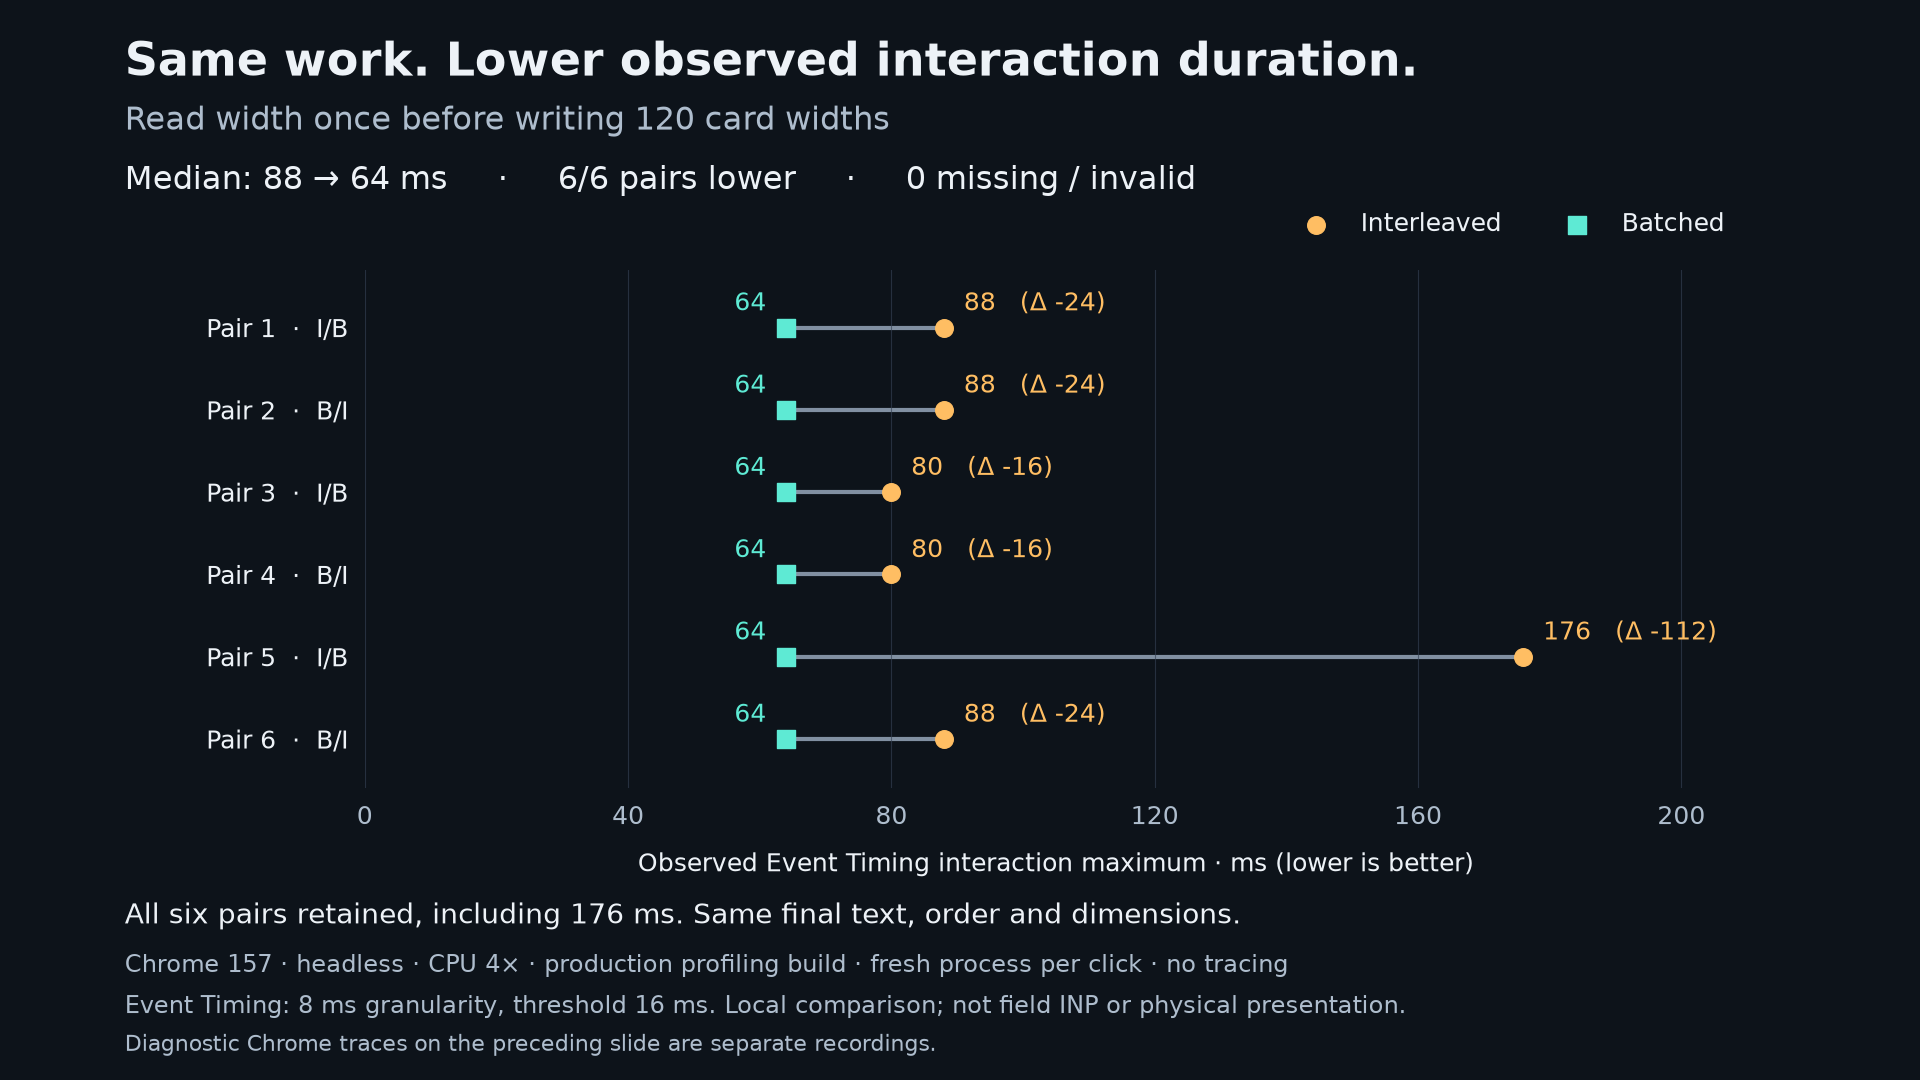 Same work. Lower observed interaction duration.
Read width once before writing 120 card widths
Median: 88 → 64 ms · 6/6 pairs lower · 0 missing / invalid
Interleaved Batched
64 88 (Δ -24)
Pair 1 · I/B
64 88 (Δ -24)
Pair 2 · B/I
64 80 (Δ -16)
Pair 3 · I/B
64 80 (Δ -16)
Pair 4 · B/I
64 176 (Δ -112)
Pair 5 · I/B
64 88 (Δ -24)
Pair 6 · B/I
0 40 80 120 160 200
Observed Event Timing interaction maximum · ms (lower is better)
All six pairs retained, including 176 ms. Same final text, order and dimensions.
Chrome 157 · headless · CPU 4× · production profiling build · fresh process per click · no tracing
Event Timing: 8 ms granularity, threshold 16 ms. Local comparison; not field INP or physical presentation.
Diagnostic Chrome traces on the preceding slide are separate recordings.